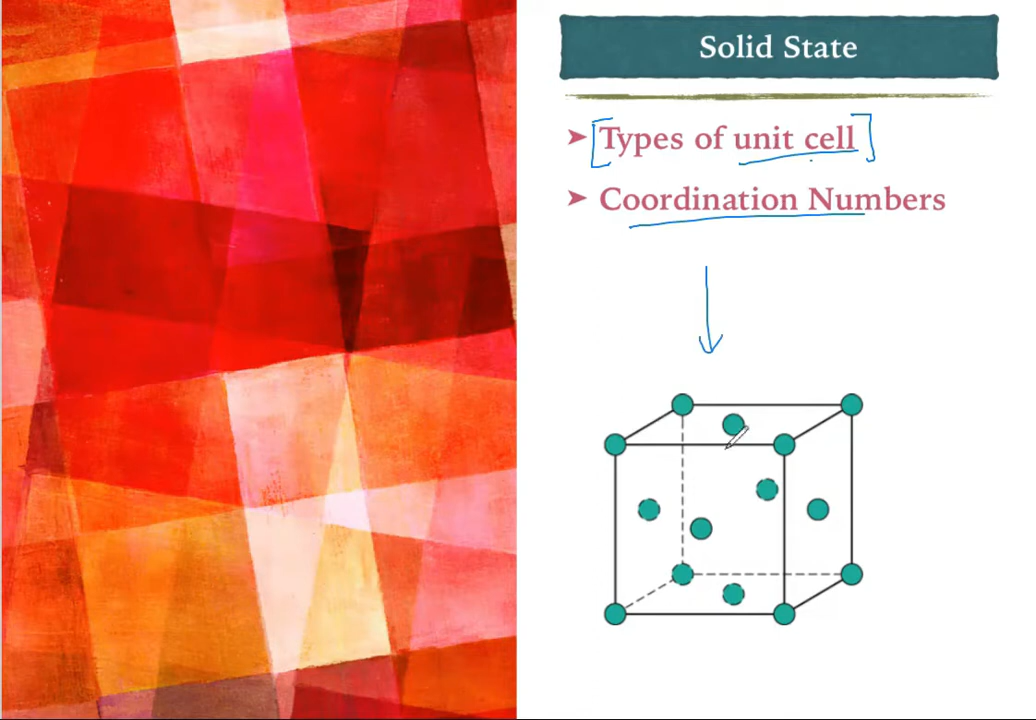 Solid State
➤ Types of unit cell
➤ Coordination Numbers